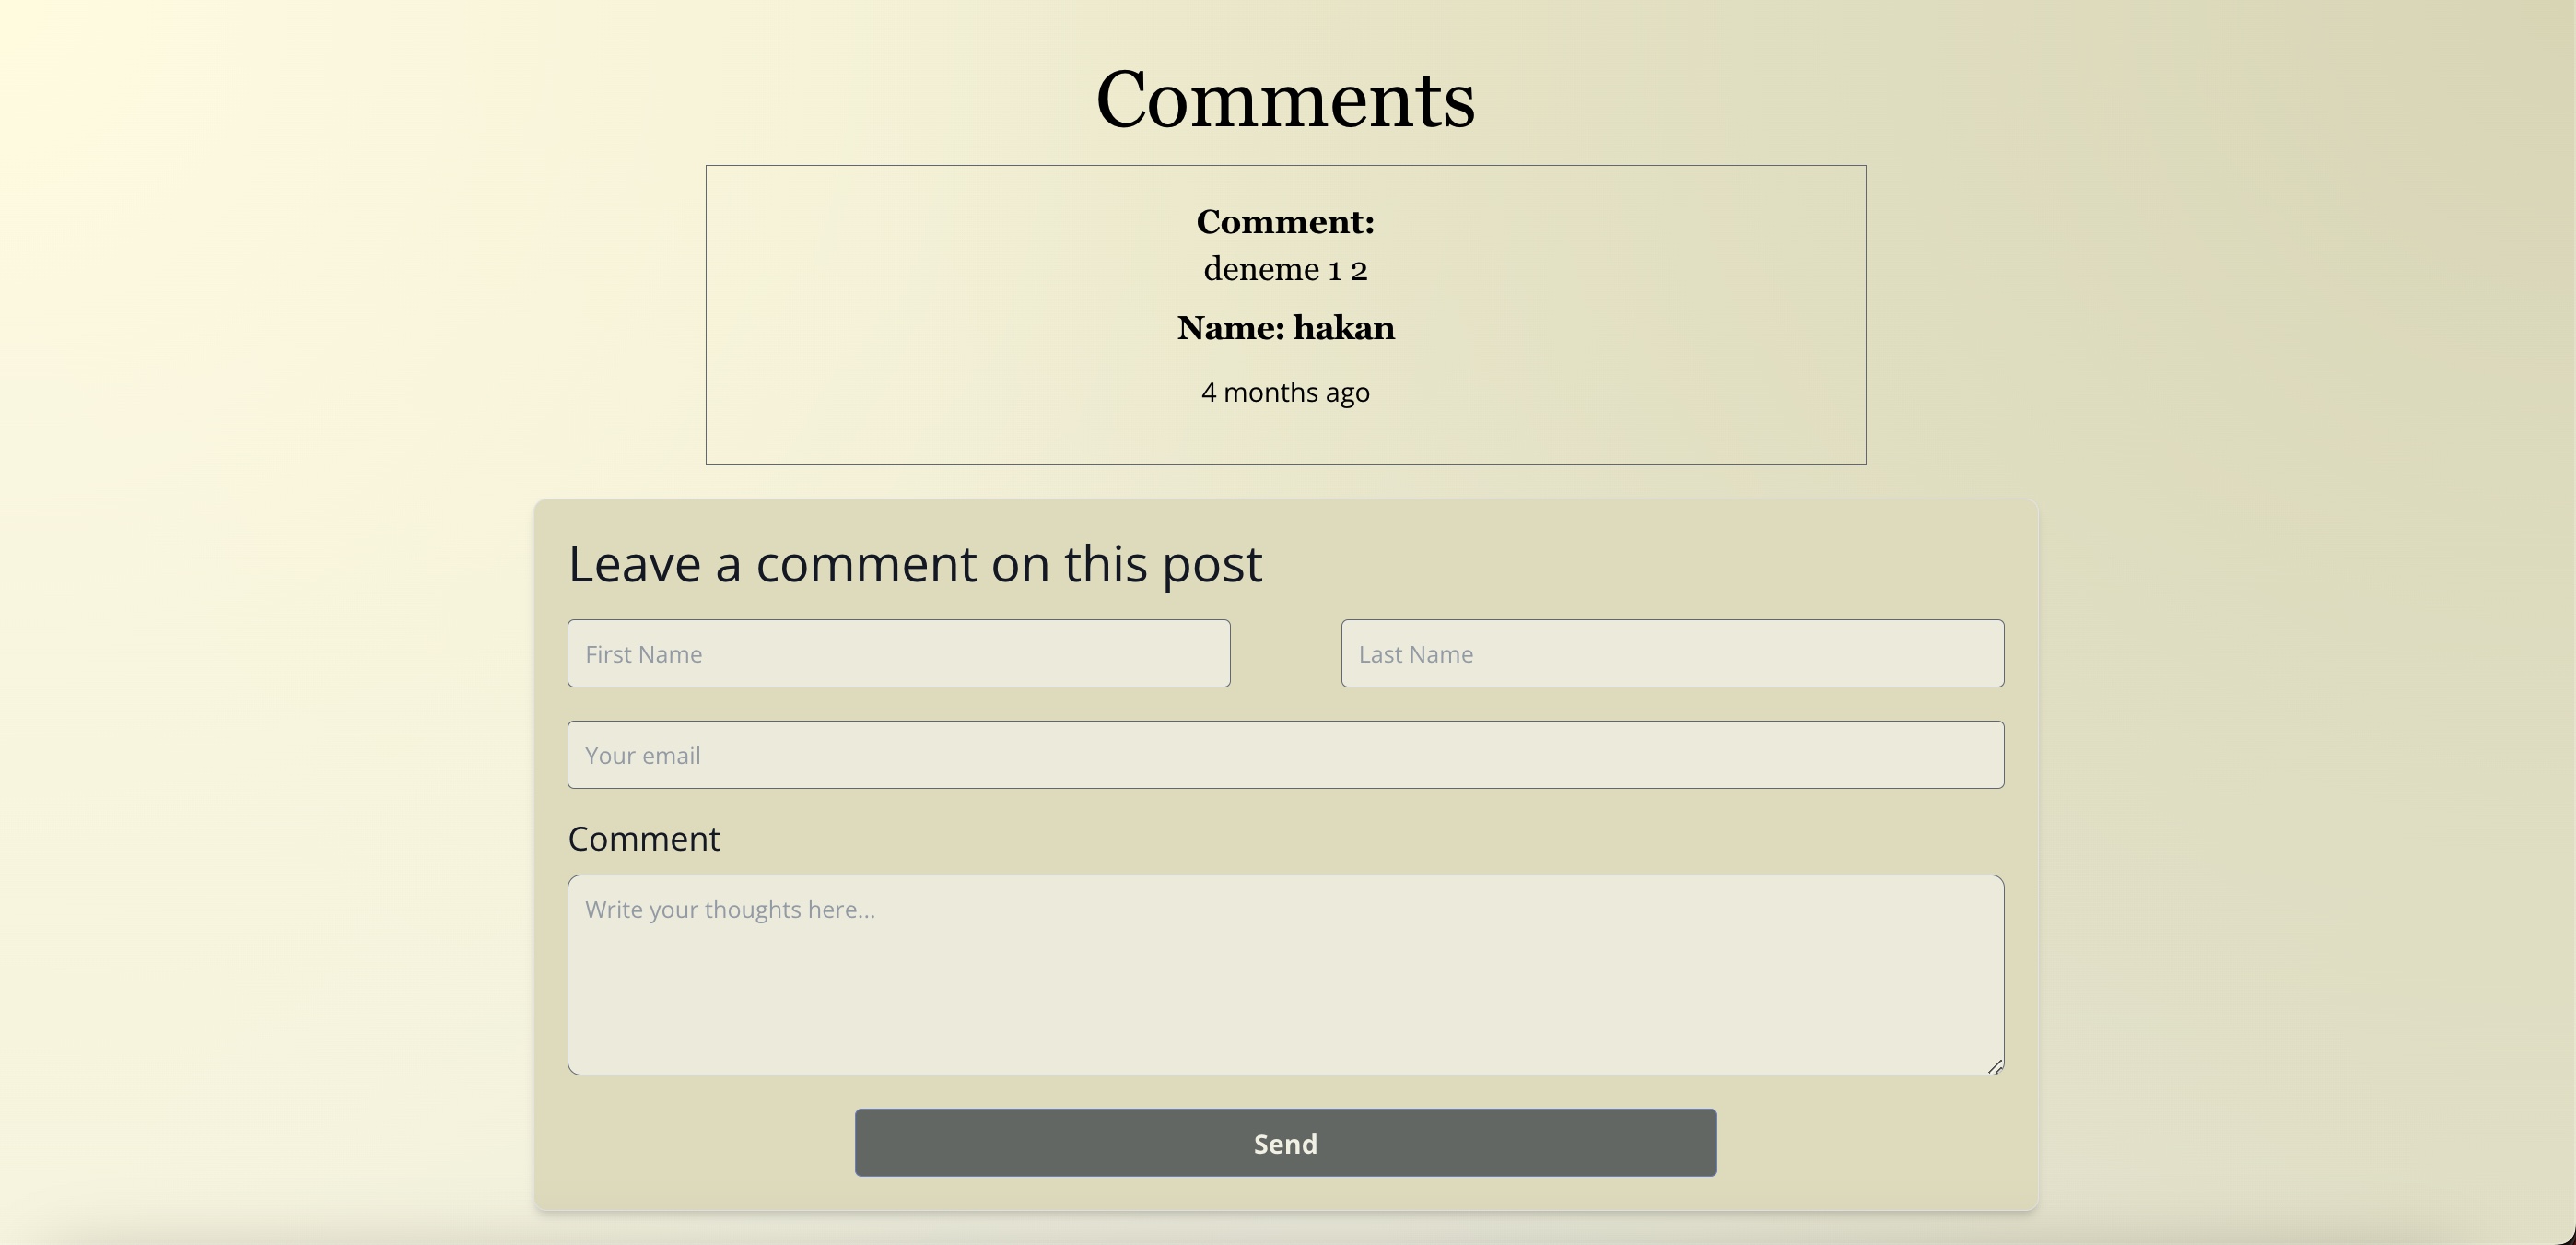 Comments
Comment:
deneme 1 2
Name: hakan
4 months ago
Leave a comment on this post
First Name
Last Name
Your email
Comment
Write your thoughts here...
Send